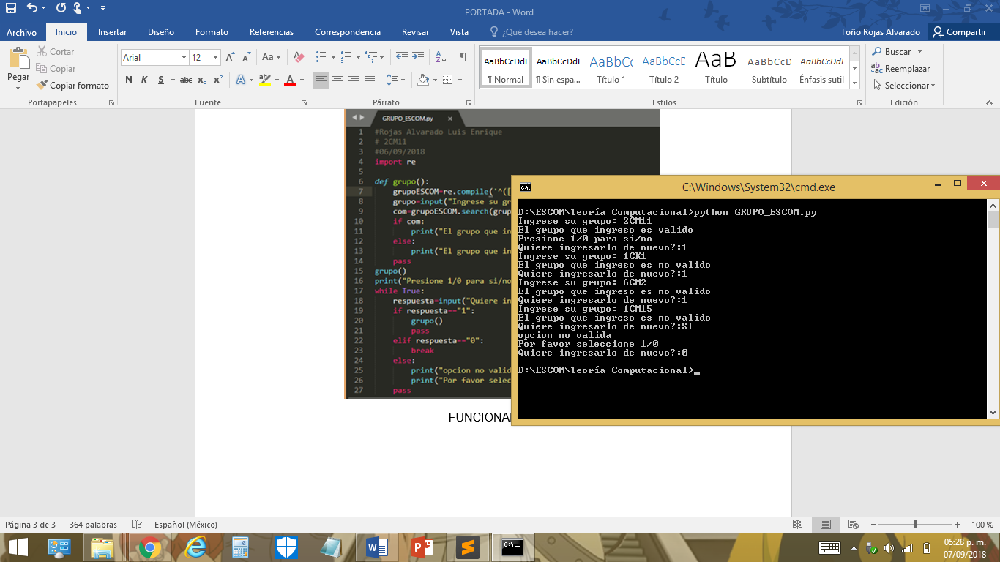 PORTADA - Word
Archivo Inicio Insertar Diseño Formato Referencias Correspondencia Revisar Vista ¿Qué desea hacer? Toño Rojas Alvarado Compartir
Pegar
Cortar
Copiar
Copiar formato
Portapapeles
Arial 12
Aa
N K S abc x₂ x²
A ab A
Fuente
Párrafo
AaBbCcDdE AaBbCcDdE AaBbCc AaBbCcD AaB AaBbCcD AaBbCcDdE
¶ Normal ¶ Sin espa... Título 1 Título 2 Título Subtítulo Énfasis sutil
Estilos
Buscar
Reemplazar
Seleccionar
Edición
GRUPO_ESCOM.py ×
1 #Rojas Alvarado Luis Enrique
2 # 2CM11
3 #06/09/2018
4 import re
5
6 def grupo():
7 grupoESCOM=re.compile('^([
8 grupo=input("Ingrese su gr
9 com=grupoESCOM.search(grup
10 if com:
11 print("El grupo que in
12 else:
13 print("El grupo que in
14 pass
15 grupo()
16 print("Presione 1/0 para si/no
17 while True:
18 respuesta=input("Quiere in
19 if respuesta=="1":
20 grupo()
21 pass
22 elif respuesta=="0":
23 break
24 else:
25 print("opcion no valid
26 print("Por favor selec
27 pass
FUNCIONA
C:\Windows\System32\cmd.exe
D:\ESCOM\Teoría Computacional>python GRUPO_ESCOM.py
Ingrese su grupo: 2CM11
El grupo que ingreso es valido
Presione 1/0 para si/no
Quiere ingresarlo de nuevo?:1
Ingrese su grupo: 1CK1
El grupo que ingreso es no valido
Quiere ingresarlo de nuevo?:1
Ingrese su grupo: 6CM2
El grupo que ingreso es no valido
Quiere ingresarlo de nuevo?:1
Ingrese su grupo: 1CM15
El grupo que ingreso es no valido
Quiere ingresarlo de nuevo?:SI
opcion no valida
Por favor seleccione 1/0
Quiere ingresarlo de nuevo?:0
D:\ESCOM\Teoría Computacional>_
Página 3 de 3 364 palabras Español (México) 100 %
05:28 p. m.
07/09/2018